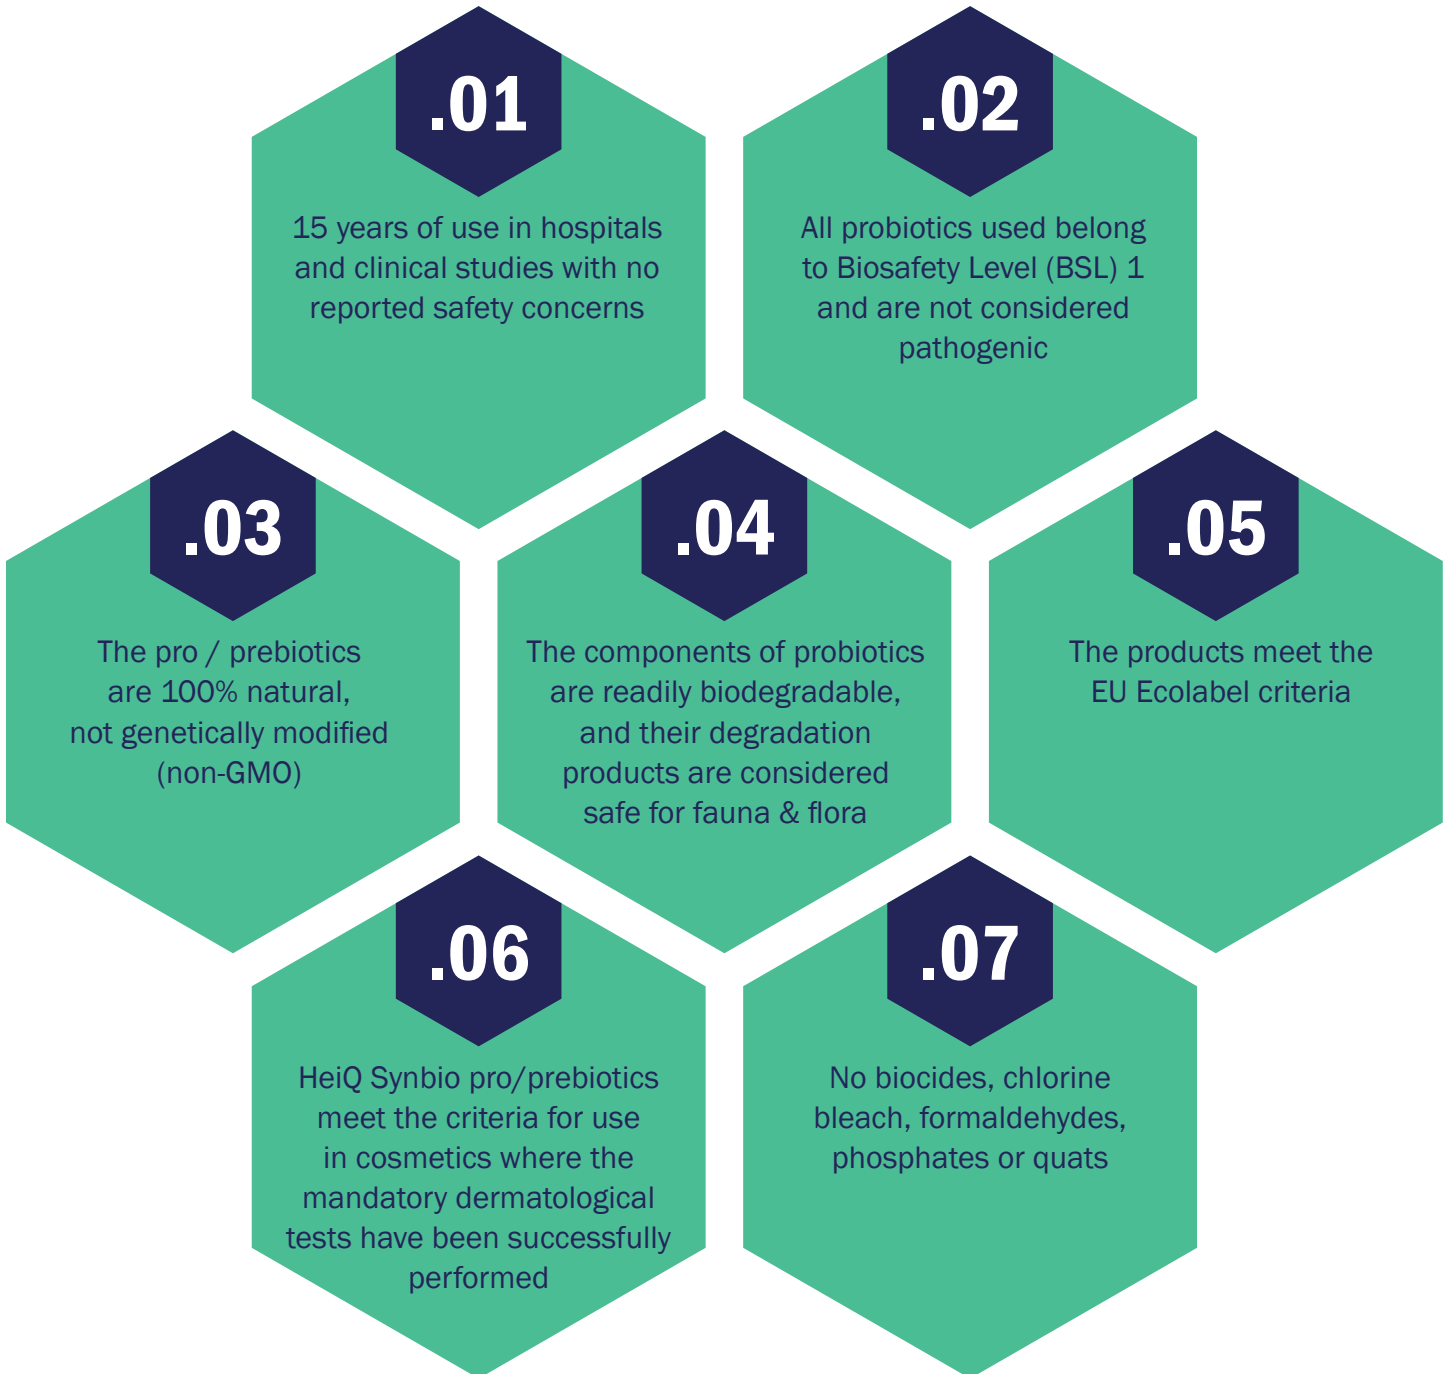 .01
15 years of use in hospitals
and clinical studies with no
reported safety concerns
.02
All probiotics used belong
to Biosafety Level (BSL) 1
and are not considered
pathogenic
.03
The pro / prebiotics
are 100% natural,
not genetically modified
(non-GMO)
.04
The components of probiotics
are readily biodegradable,
and their degradation
products are considered
safe for fauna & flora
.05
The products meet the
EU Ecolabel criteria
.06
HeiQ Synbio pro/prebiotics
meet the criteria for use
in cosmetics where the
mandatory dermatological
tests have been successfully
performed
.07
No biocides, chlorine
bleach, formaldehydes,
phosphates or quats